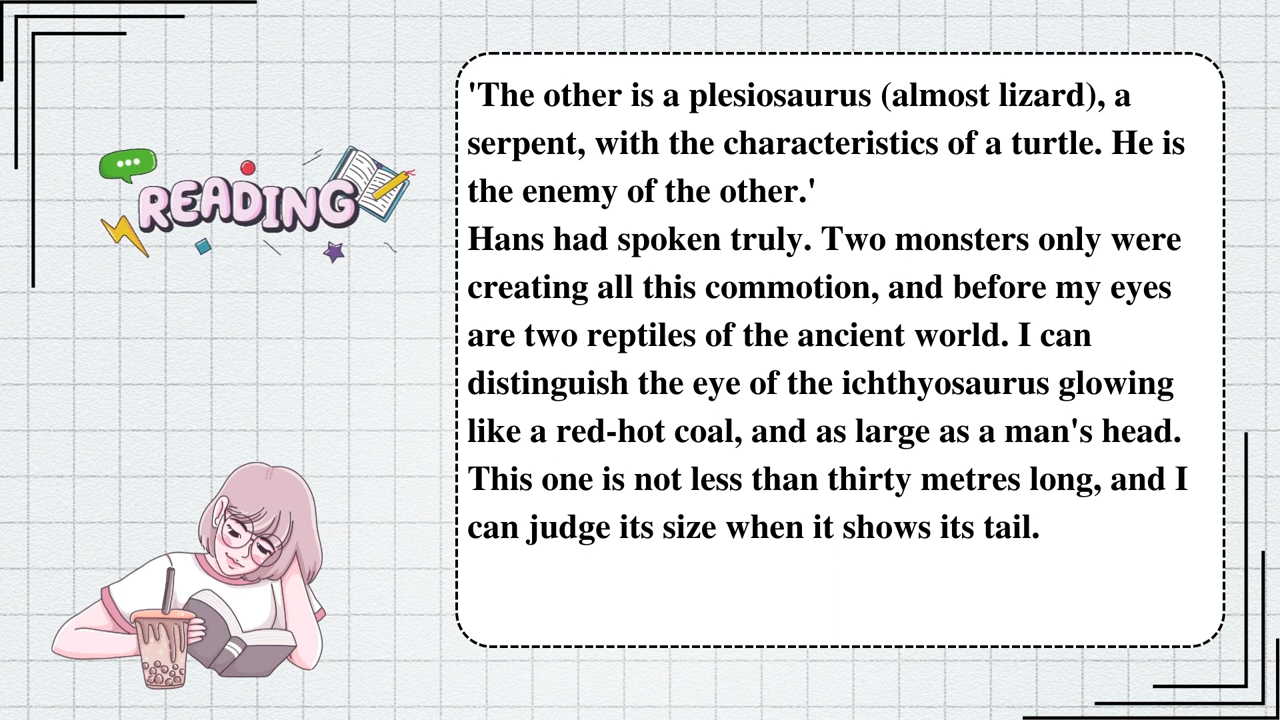 READING
'The other is a plesiosaurus (almost lizard), a
serpent, with the characteristics of a turtle. He is
the enemy of the other.'
Hans had spoken truly. Two monsters only were
creating all this commotion, and before my eyes
are two reptiles of the ancient world. I can
distinguish the eye of the ichthyosaurus glowing
like a red-hot coal, and as large as a man's head.
This one is not less than thirty metres long, and I
can judge its size when it shows its tail.